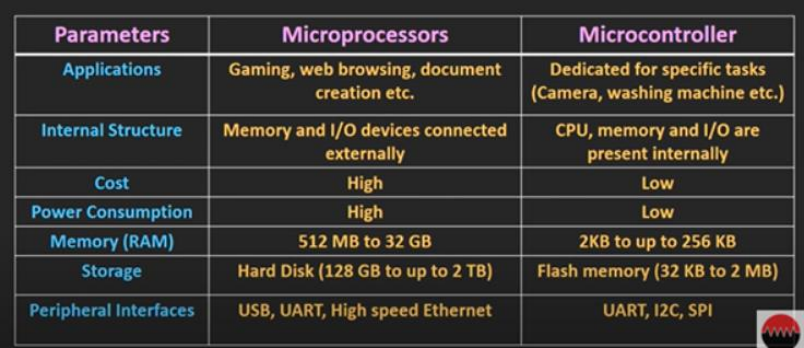 Parameters Microprocessors Microcontroller
Applications Gaming, web browsing, document creation etc. Dedicated for specific tasks (Camera, washing machine etc.)
Internal Structure Memory and I/O devices connected externally CPU, memory and I/O are present internally
Cost High Low
Power Consumption High Low
Memory (RAM) 512 MB to 32 GB 2KB to up to 256 KB
Storage Hard Disk (128 GB to up to 2 TB) Flash memory (32 KB to 2 MB)
Peripheral Interfaces USB, UART, High speed Ethernet UART, I2C, SPI